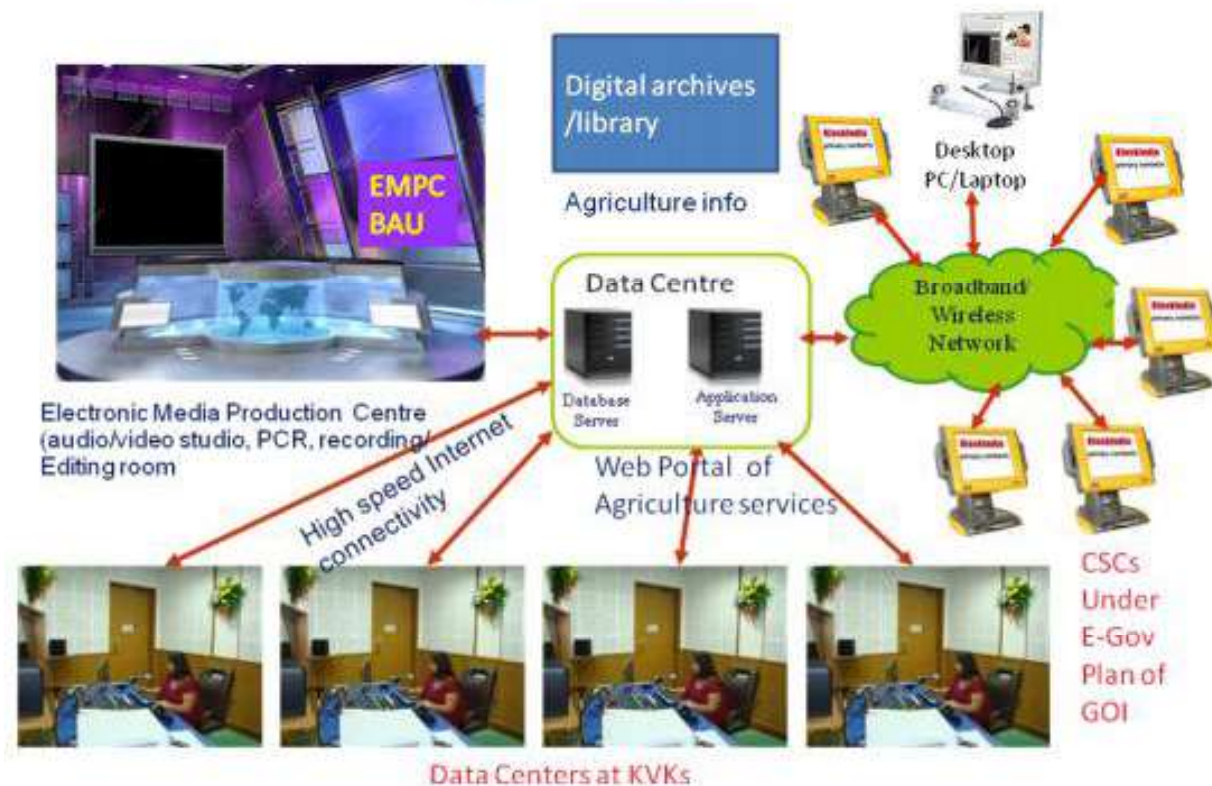 Digital archives
/library
EMPC
BAU
Agriculture info
Desktop
PC/Laptop
Data Centre
Database
Server
Application
Server
Broadband/
Wireless
Network
Electronic Media Production Centre
(audio/video studio, PCR, recording/
Editing room
High speed Internet
connectivity
Web Portal of
Agriculture services
CSCs
Under
E-Gov
Plan of
GOI
Data Centers at KVKs